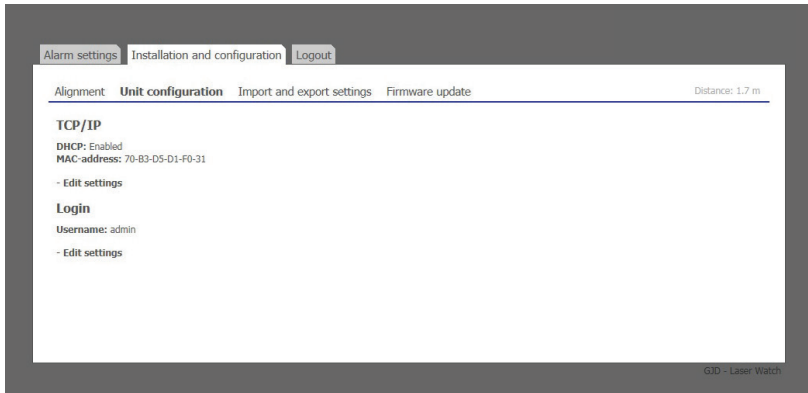 Alarm settings Installation and configuration Logout
Alignment Unit configuration Import and export settings Firmware update Distance: 1.7 m
TCP/IP
DHCP: Enabled
MAC-address: 70-B3-D5-D1-F0-31
- Edit settings
Login
Username: admin
- Edit settings
GJD - Laser Watch